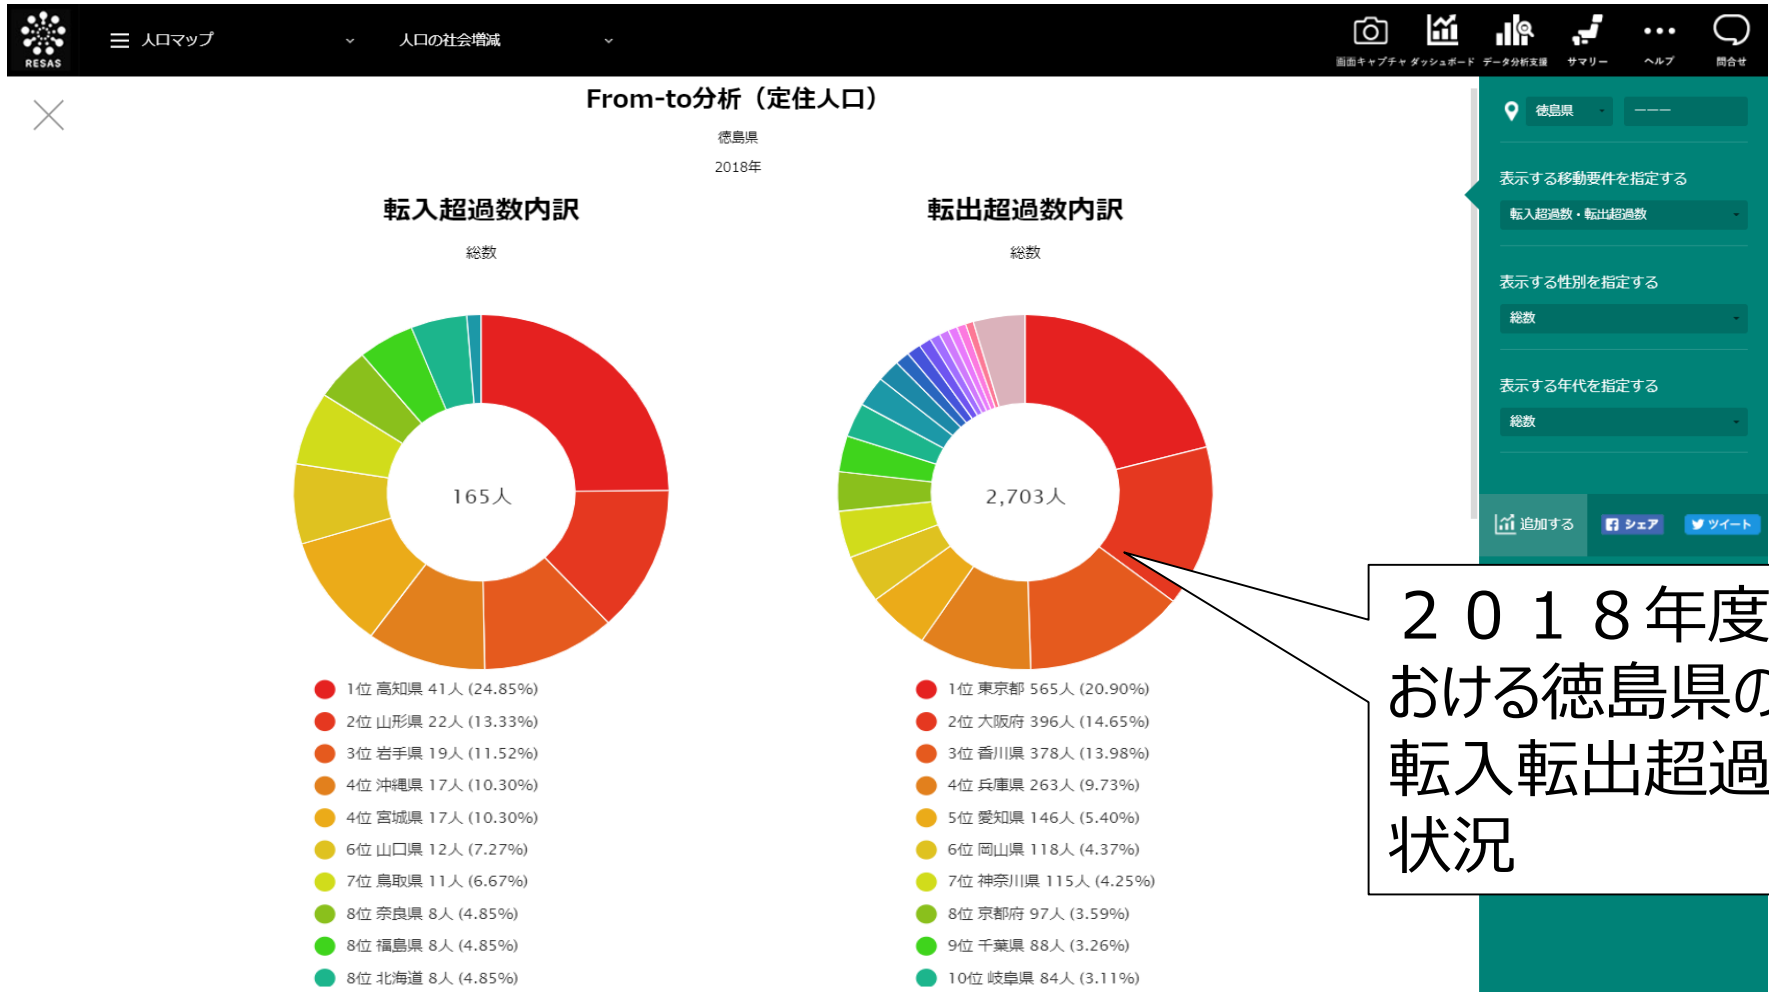 RESAS
人口マップ
人口の社会増減
画面キャプチャ
ダッシュボード
データ分析支援
サマリー
ヘルプ
問合せ
From-to分析（定住人口）
徳島県
2018年
転入超過数内訳
総数
165人
1位 高知県 41人 (24.85%)
2位 山形県 22人 (13.33%)
3位 岩手県 19人 (11.52%)
4位 沖縄県 17人 (10.30%)
4位 宮城県 17人 (10.30%)
6位 山口県 12人 (7.27%)
7位 鳥取県 11人 (6.67%)
8位 奈良県 8人 (4.85%)
8位 福島県 8人 (4.85%)
8位 北海道 8人 (4.85%)
転出超過数内訳
総数
2,703人
1位 東京都 565人 (20.90%)
2位 大阪府 396人 (14.65%)
3位 香川県 378人 (13.98%)
4位 兵庫県 263人 (9.73%)
5位 愛知県 146人 (5.40%)
6位 岡山県 118人 (4.37%)
7位 神奈川県 115人 (4.25%)
8位 京都府 97人 (3.59%)
9位 千葉県 88人 (3.26%)
10位 岐阜県 84人 (3.11%)
徳島県
ーーー
表示する移動要件を指定する
転入超過数・転出超過数
表示する性別を指定する
総数
表示する年代を指定する
総数
追加する
シェア
ツイート
２０１８年度
おける徳島県の
転入転出超過
状況